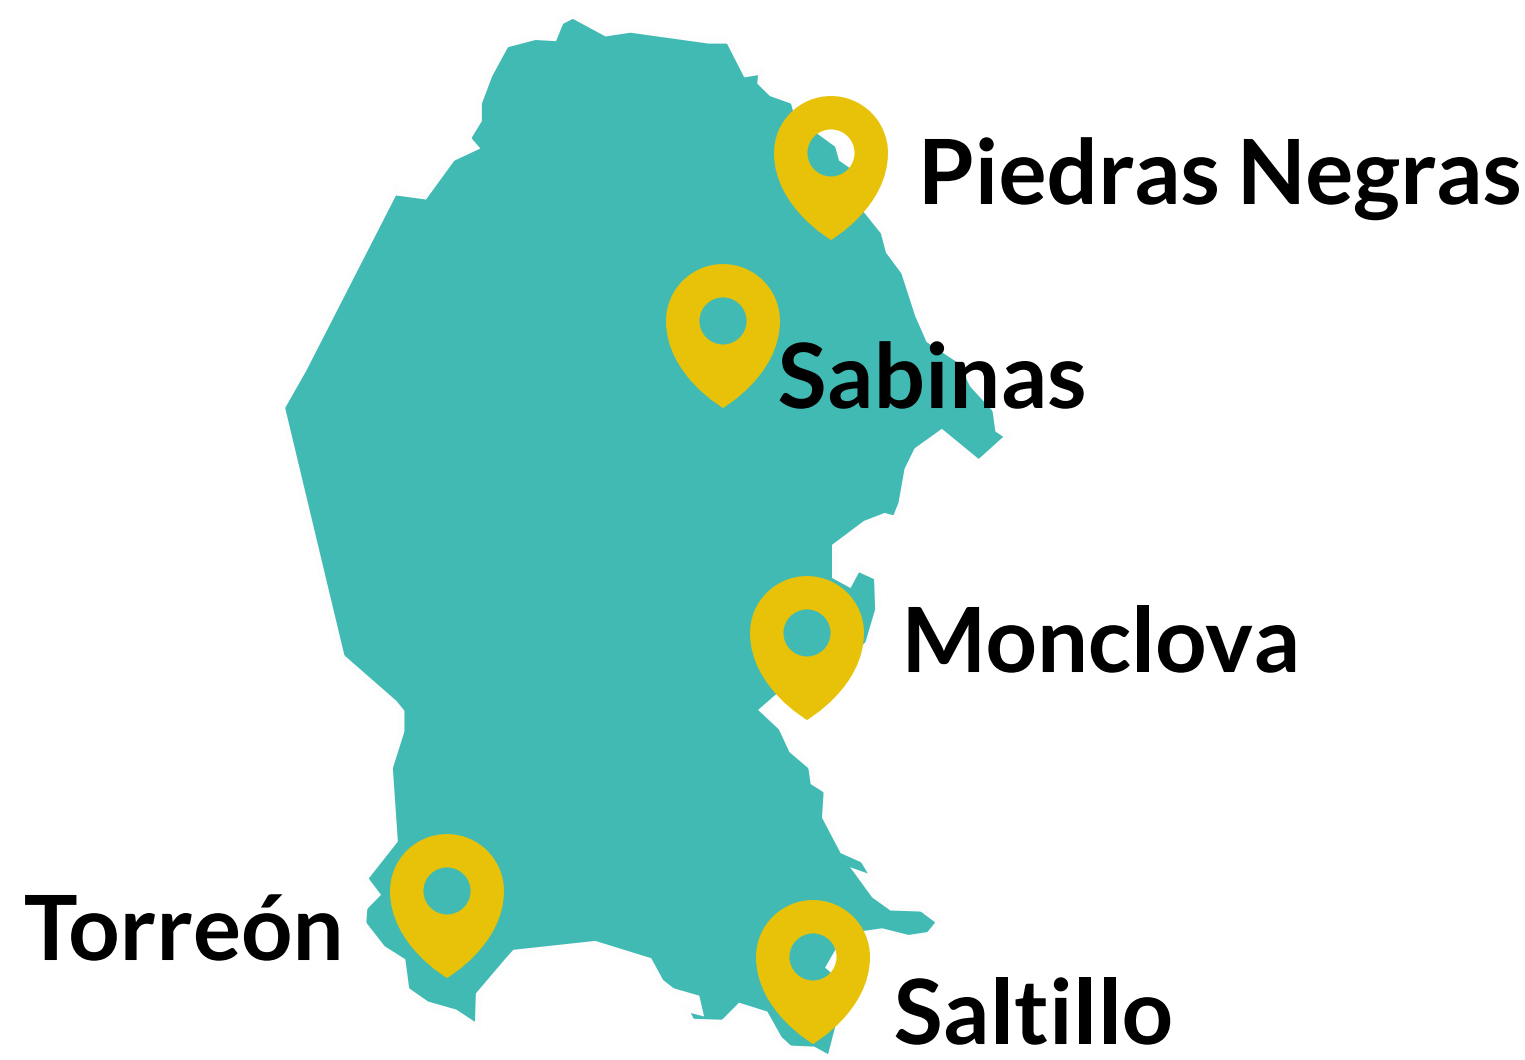 Piedras Negras
Sabinas
Monclova
Torreón
Saltillo